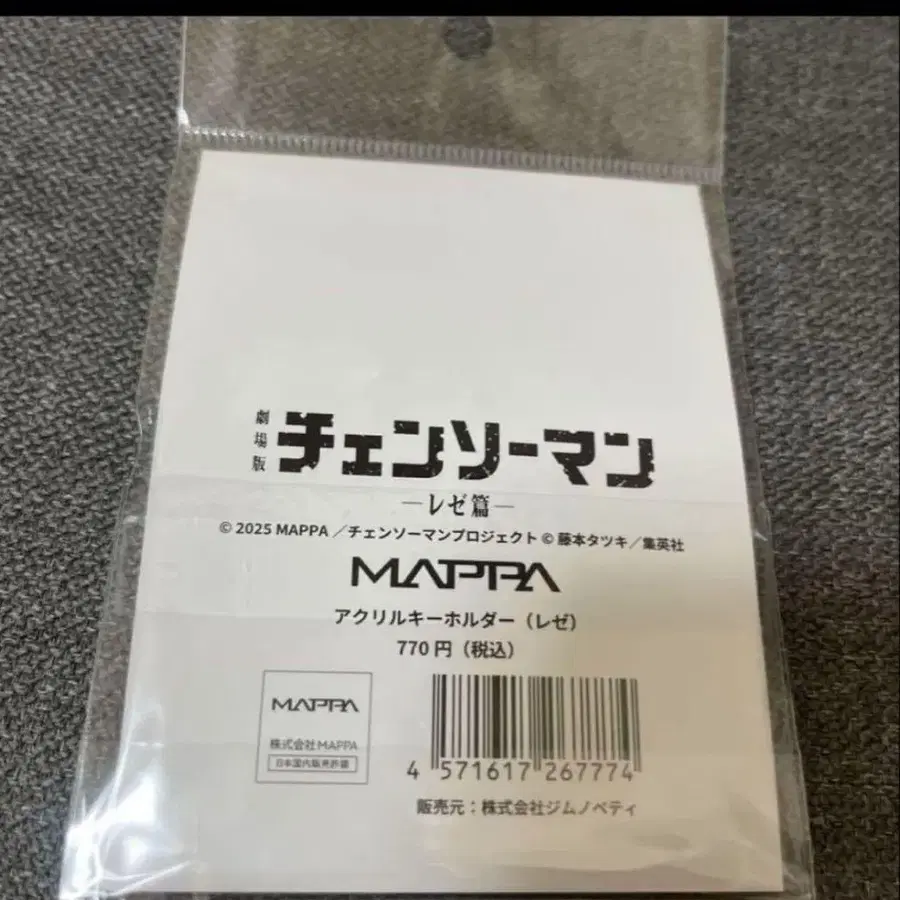 劇場版
チェンソーマン
―レゼ篇―
© 2025 MAPPA ／チェンソーマンプロジェクト © 藤本タツキ／集英社
MAPPA
アクリルキーホルダー（レゼ）
770 円（税込）
MAPPA
株式会社MAPPA
日本国内販売許諾
4 571617 267774
販売元：株式会社ジムノペティ